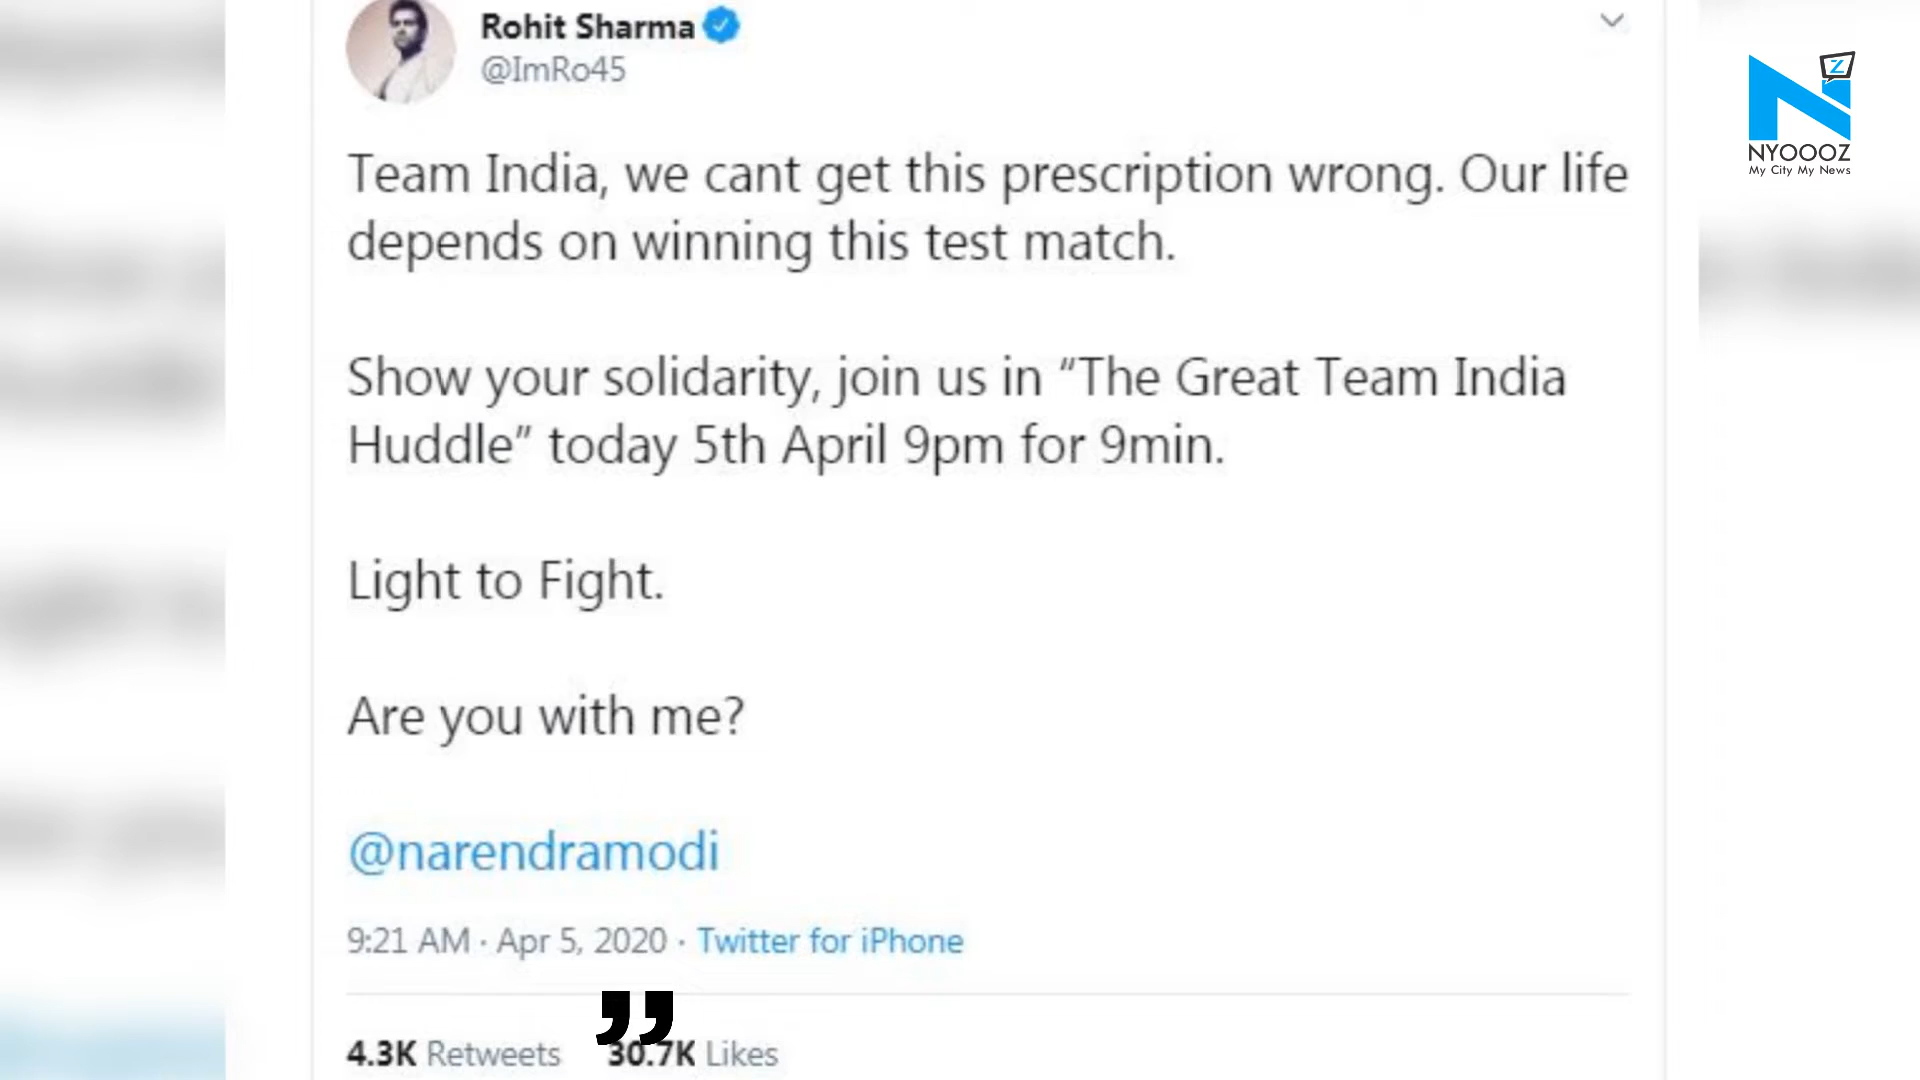 Rohit Sharma
@ImRo45
Team India, we cant get this prescription wrong. Our life
depends on winning this test match.
Show your solidarity, join us in “The Great Team India
Huddle” today 5th April 9pm for 9min.
Light to Fight.
Are you with me?
@narendramodi
9:21 AM · Apr 5, 2020 · Twitter for iPhone
”
4.3K Retweets 30.7K Likes
Z
NYOOOZ
My City My News